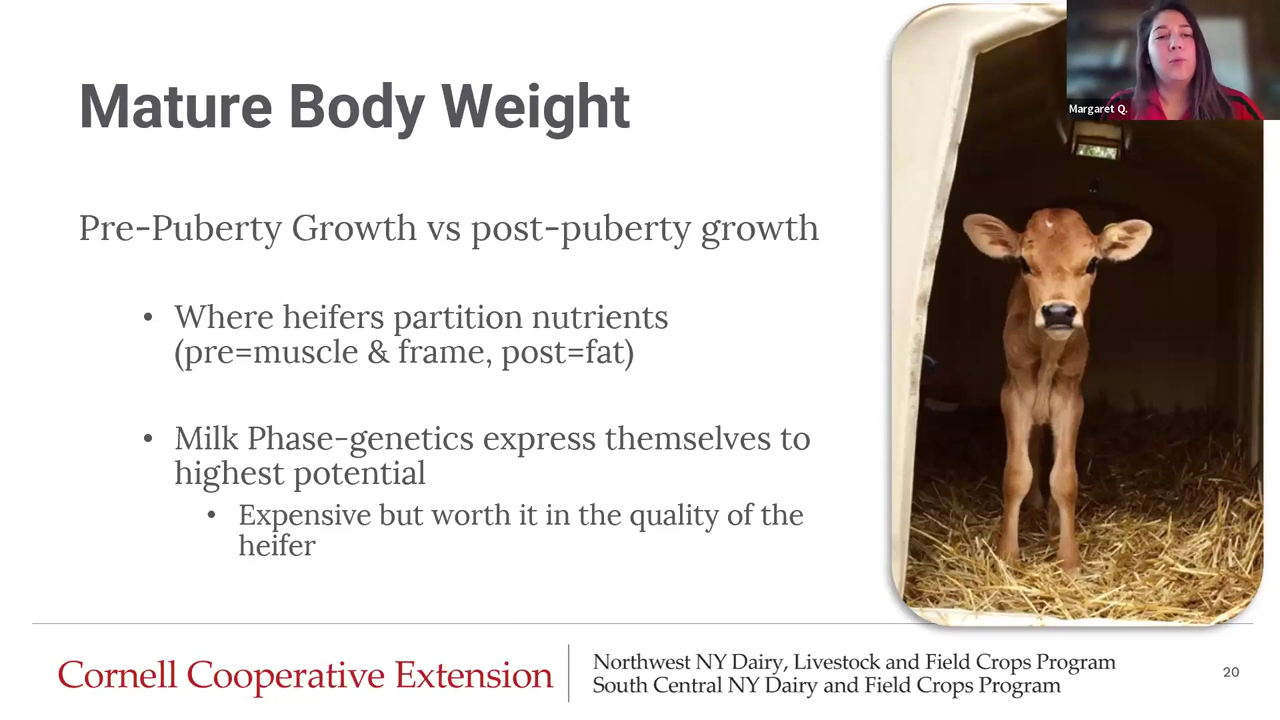 Mature Body Weight
Margaret Q.
Pre-Puberty Growth vs post-puberty growth
• Where heifers partition nutrients
(pre=muscle & frame, post=fat)
• Milk Phase-genetics express themselves to
highest potential
• Expensive but worth it in the quality of the
heifer
Cornell Cooperative Extension
Northwest NY Dairy, Livestock and Field Crops Program
South Central NY Dairy and Field Crops Program
20